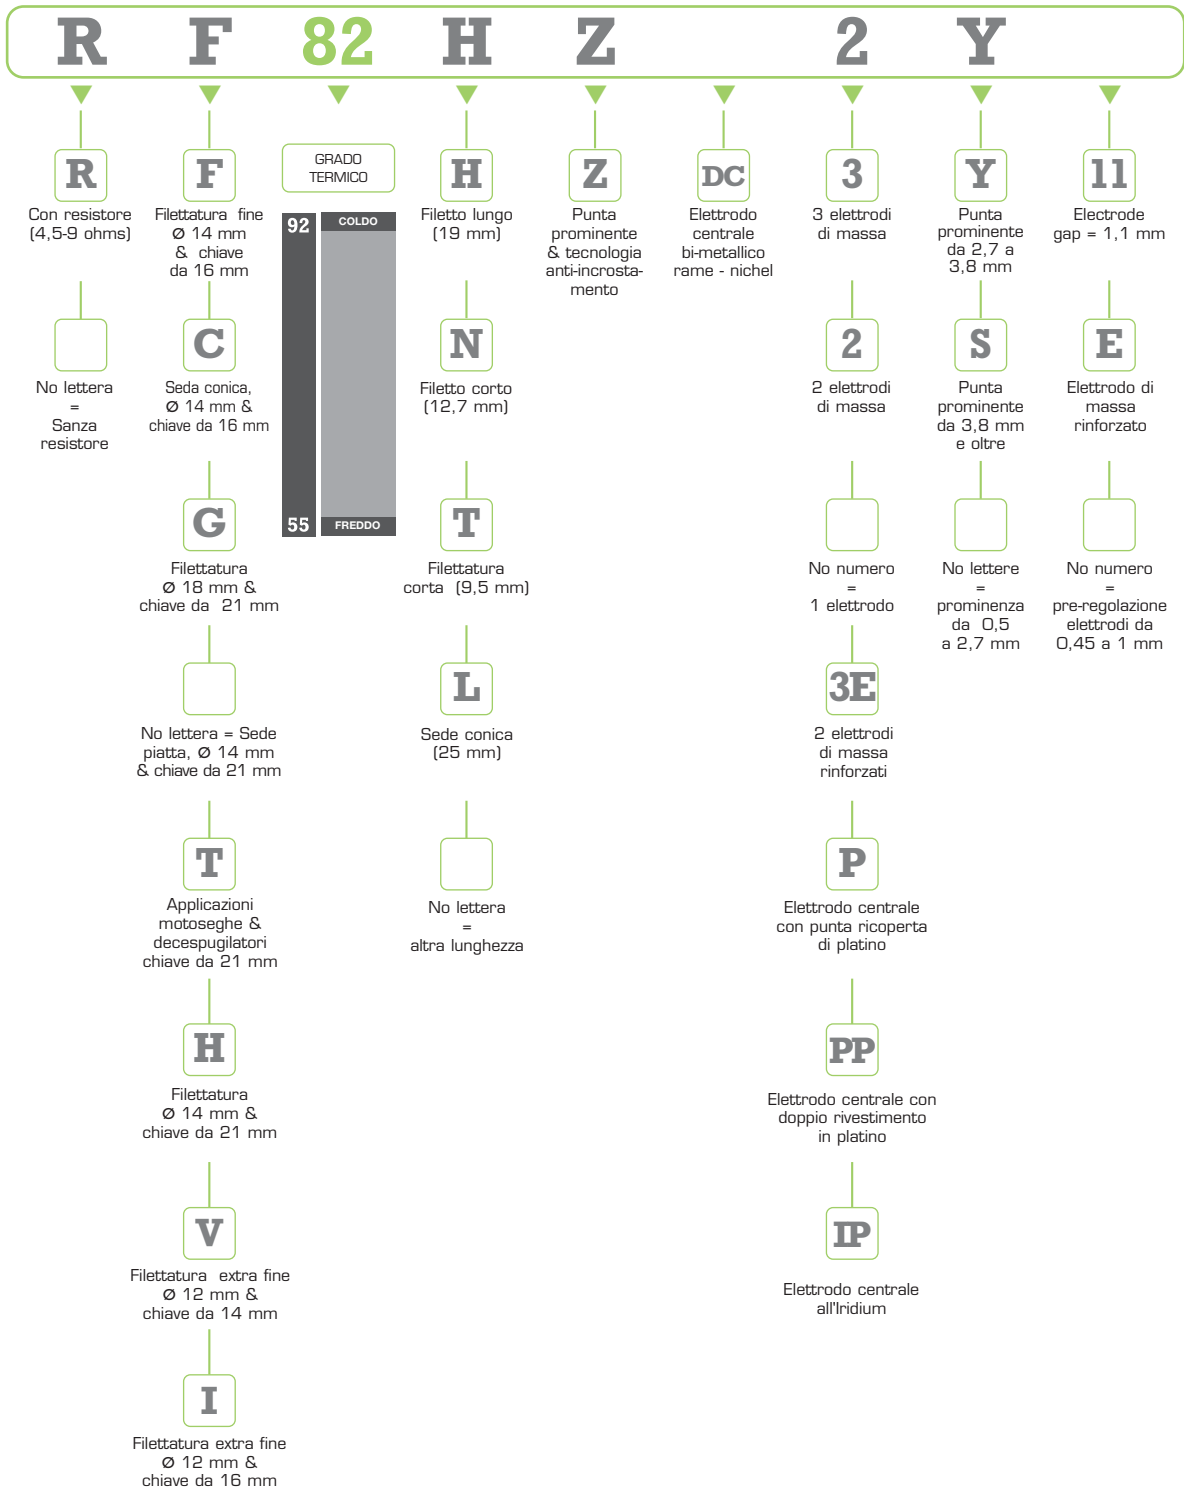 R F 82 H Z 2 Y
R
Con resistore
(4,5-9 ohms)
No lettera
=
Sanza
resistore
F
Filettatura fine
Ø 14 mm
& chiave
da 16 mm
C
Seda conica,
Ø 14 mm &
chiave da 16 mm
G
Filettatura
Ø 18 mm &
chiave da 21 mm
No lettera = Sede
piatta, Ø 14 mm
& chiave da 21 mm
T
Applicazioni
motoseghe &
decespugilatori
chiave da 21 mm
H
Filettatura
Ø 14 mm &
chiave da 21 mm
V
Filettatura extra fine
Ø 12 mm &
chiave da 14 mm
I
Filettatura extra fine
Ø 12 mm &
chiave da 16 mm
GRADO
TERMICO
92 COLDO
55 FREDDO
H
Filetto lungo
(19 mm)
N
Filetto corto
(12,7 mm)
T
Filettatura
corta (9,5 mm)
L
Sede conica
(25 mm)
No lettera
=
altra lunghezza
Z
Punta
prominente
& tecnologia
anti-incrosta-
mento
DC
Elettrodo
centrale
bi-metallico
rame - nichel
3
3 elettrodi
di massa
2
2 elettrodi
di massa
No numero
=
1 elettrodo
3E
2 elettrodi
di massa
rinforzati
P
Elettrodo centrale
con punta ricoperta
di platino
PP
Elettrodo centrale con
doppio rivestimento
in platino
IP
Elettrodo centrale
all'Iridium
Y
Punta
prominente
da 2,7 a
3,8 mm
S
Punta
prominente
da 3,8 mm
e oltre
No lettere
=
prominenza
da 0,5
a 2,7 mm
11
Electrode
gap = 1,1 mm
E
Elettrodo di
massa
rinforzato
No numero
=
pre-regolazione
elettrodi da
0,45 a 1 mm